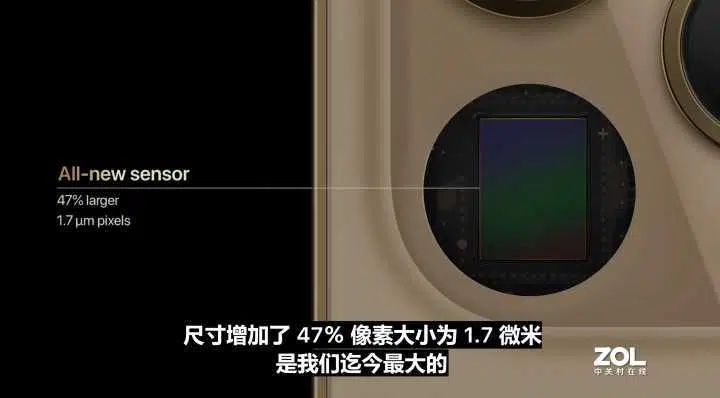 All-new sensor
47% larger
1.7 µm pixels
尺寸增加了 47% 像素大小为 1.7 微米
是我们迄今最大的
ZOL
中关村在线